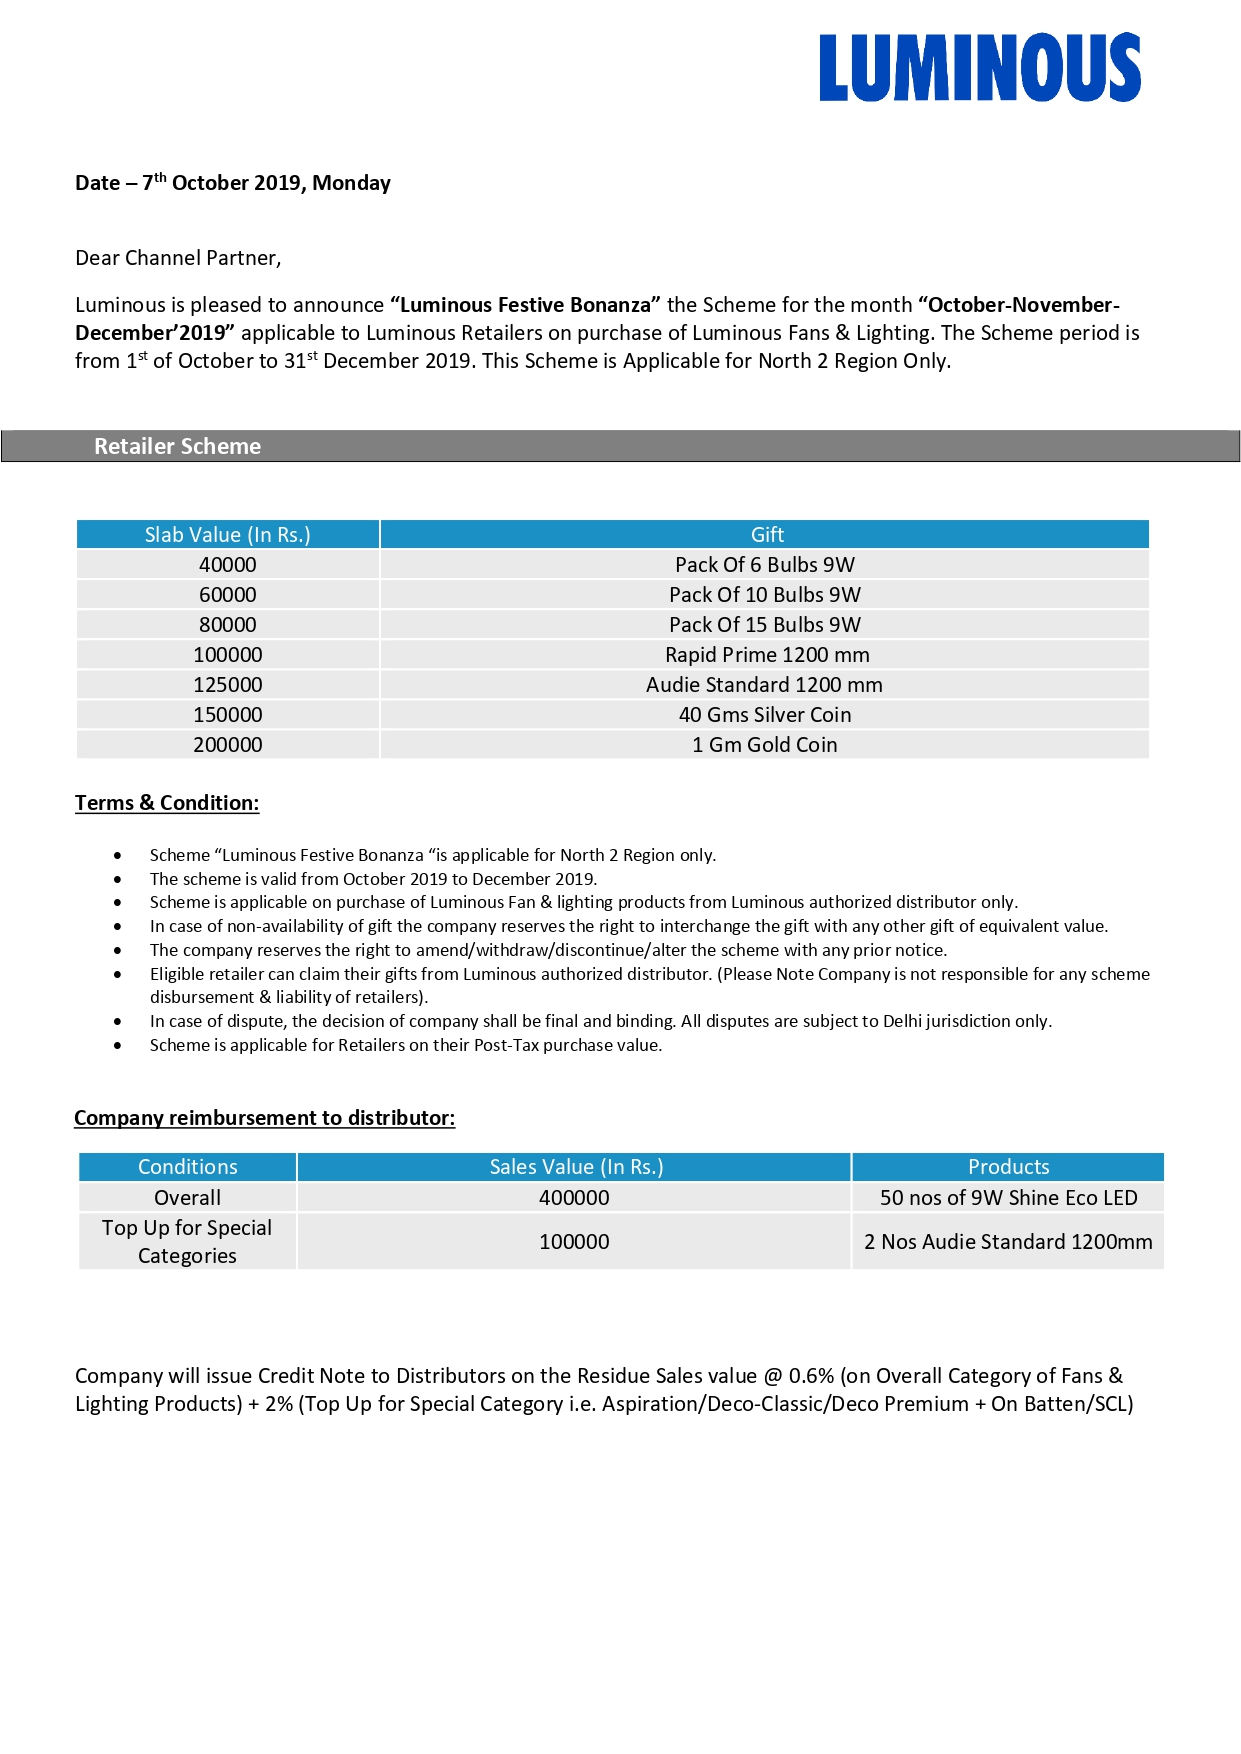 LUMINOUS
Date – 7th October 2019, Monday
Dear Channel Partner,
Luminous is pleased to announce “Luminous Festive Bonanza” the Scheme for the month “October-November-
December’2019” applicable to Luminous Retailers on purchase of Luminous Fans & Lighting. The Scheme period is
from 1st of October to 31st December 2019. This Scheme is Applicable for North 2 Region Only.
Retailer Scheme
Slab Value (In Rs.) Gift
40000 Pack Of 6 Bulbs 9W
60000 Pack Of 10 Bulbs 9W
80000 Pack Of 15 Bulbs 9W
100000 Rapid Prime 1200 mm
125000 Audie Standard 1200 mm
150000 40 Gms Silver Coin
200000 1 Gm Gold Coin
Terms & Condition:
• Scheme “Luminous Festive Bonanza “is applicable for North 2 Region only.
• The scheme is valid from October 2019 to December 2019.
• Scheme is applicable on purchase of Luminous Fan & lighting products from Luminous authorized distributor only.
• In case of non-availability of gift the company reserves the right to interchange the gift with any other gift of equivalent value.
• The company reserves the right to amend/withdraw/discontinue/alter the scheme with any prior notice.
• Eligible retailer can claim their gifts from Luminous authorized distributor. (Please Note Company is not responsible for any scheme
disbursement & liability of retailers).
• In case of dispute, the decision of company shall be final and binding. All disputes are subject to Delhi jurisdiction only.
• Scheme is applicable for Retailers on their Post-Tax purchase value.
Company reimbursement to distributor:
Conditions Sales Value (In Rs.) Products
Overall 400000 50 nos of 9W Shine Eco LED
Top Up for Special
Categories 100000 2 Nos Audie Standard 1200mm
Company will issue Credit Note to Distributors on the Residue Sales value @ 0.6% (on Overall Category of Fans &
Lighting Products) + 2% (Top Up for Special Category i.e. Aspiration/Deco-Classic/Deco Premium + On Batten/SCL)